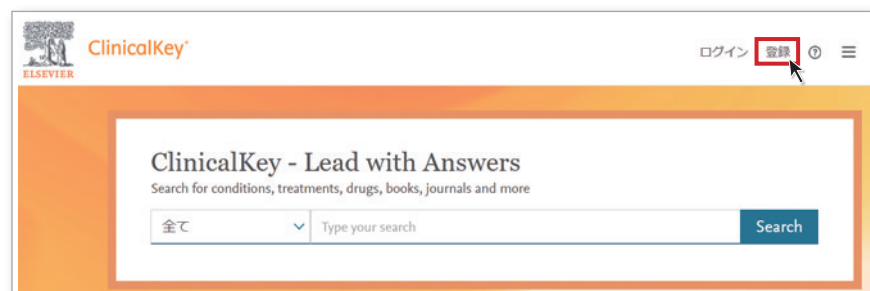 ELSEVIER
ClinicalKey®
ログイン 登録 ?
ClinicalKey - Lead with Answers
Search for conditions, treatments, drugs, books, journals and more
全て Type your search Search